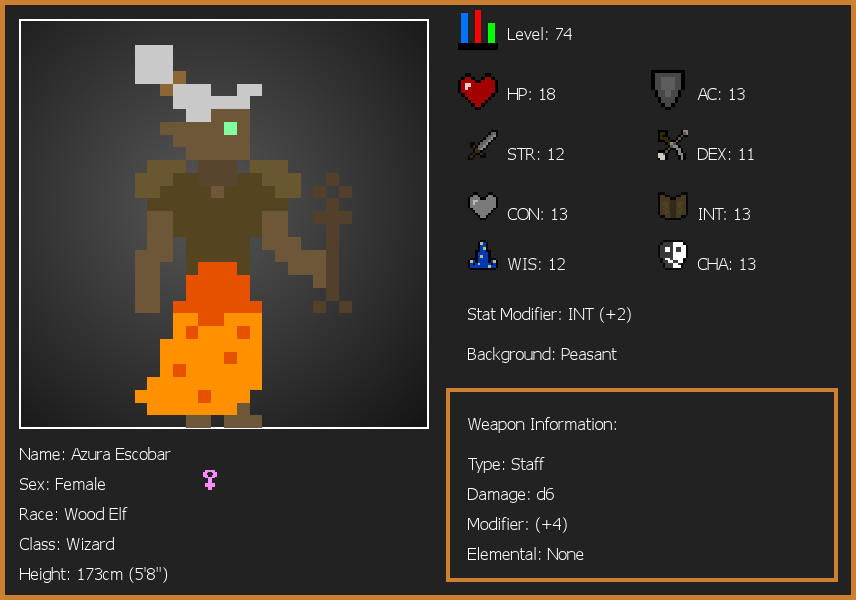 Level: 74
HP: 18
AC: 13
STR: 12
DEX: 11
CON: 13
INT: 13
WIS: 12
CHA: 13
Stat Modifier: INT (+2)
Background: Peasant
Weapon Information:
Type: Staff
Damage: d6
Modifier: (+4)
Elemental: None
Name: Azura Escobar
Sex: Female
Race: Wood Elf
Class: Wizard
Height: 173cm (5'8")